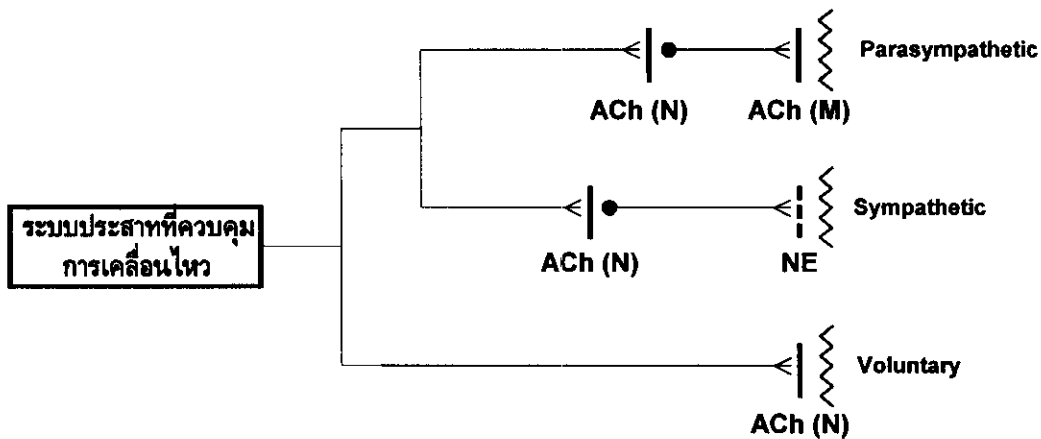 Parasympathetic
ACh (N)
ACh (M)
ระบบประสาทที่ควบคุม
การเคลื่อนไหว
Sympathetic
ACh (N)
NE
Voluntary
ACh (N)